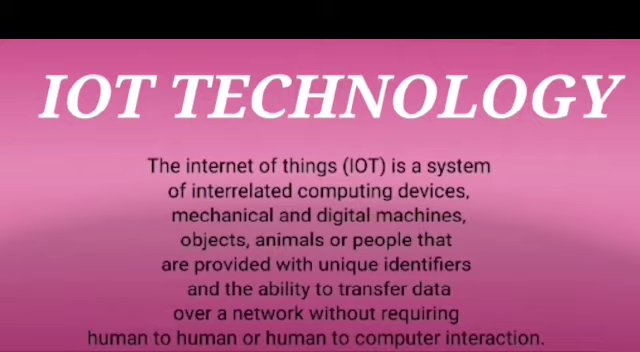 IOT TECHNOLOGY
The internet of things (IOT) is a system
of interrelated computing devices,
mechanical and digital machines,
objects, animals or people that
are provided with unique identifiers
and the ability to transfer data
over a network without requiring
human to human or human to computer interaction.